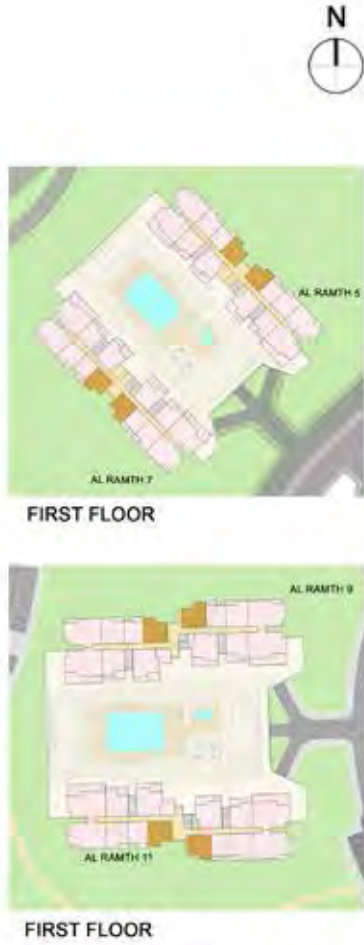 N
AL RAMTH 5
AL RAMTH 7
FIRST FLOOR
AL RAMTH 9
AL RAMTH 11
FIRST FLOOR